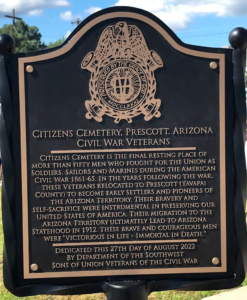 Citizens Cemetery, Prescott, Arizona
Civil War Veterans
Citizens Cemetery is the final resting place of
more than fifty men who fought for the Union as
Soldiers, Sailors and Marines during the American
Civil War 1861-65. In the years following the war,
these Veterans relocated to Prescott (Yavapai
County) to become early settlers and pioneers of
the Arizona Territory. Their bravery and
self-sacrifice were instrumental in preserving our
United States of America. Their migration to the
Arizona Territory ultimately lead to Arizona
Statehood in 1912. These brave and courageous men
were "Victorious in Life - Immortal in Death."
Dedicated this 27th Day of August 2022
By Department of the Southwest
Sons of Union Veterans of the Civil War